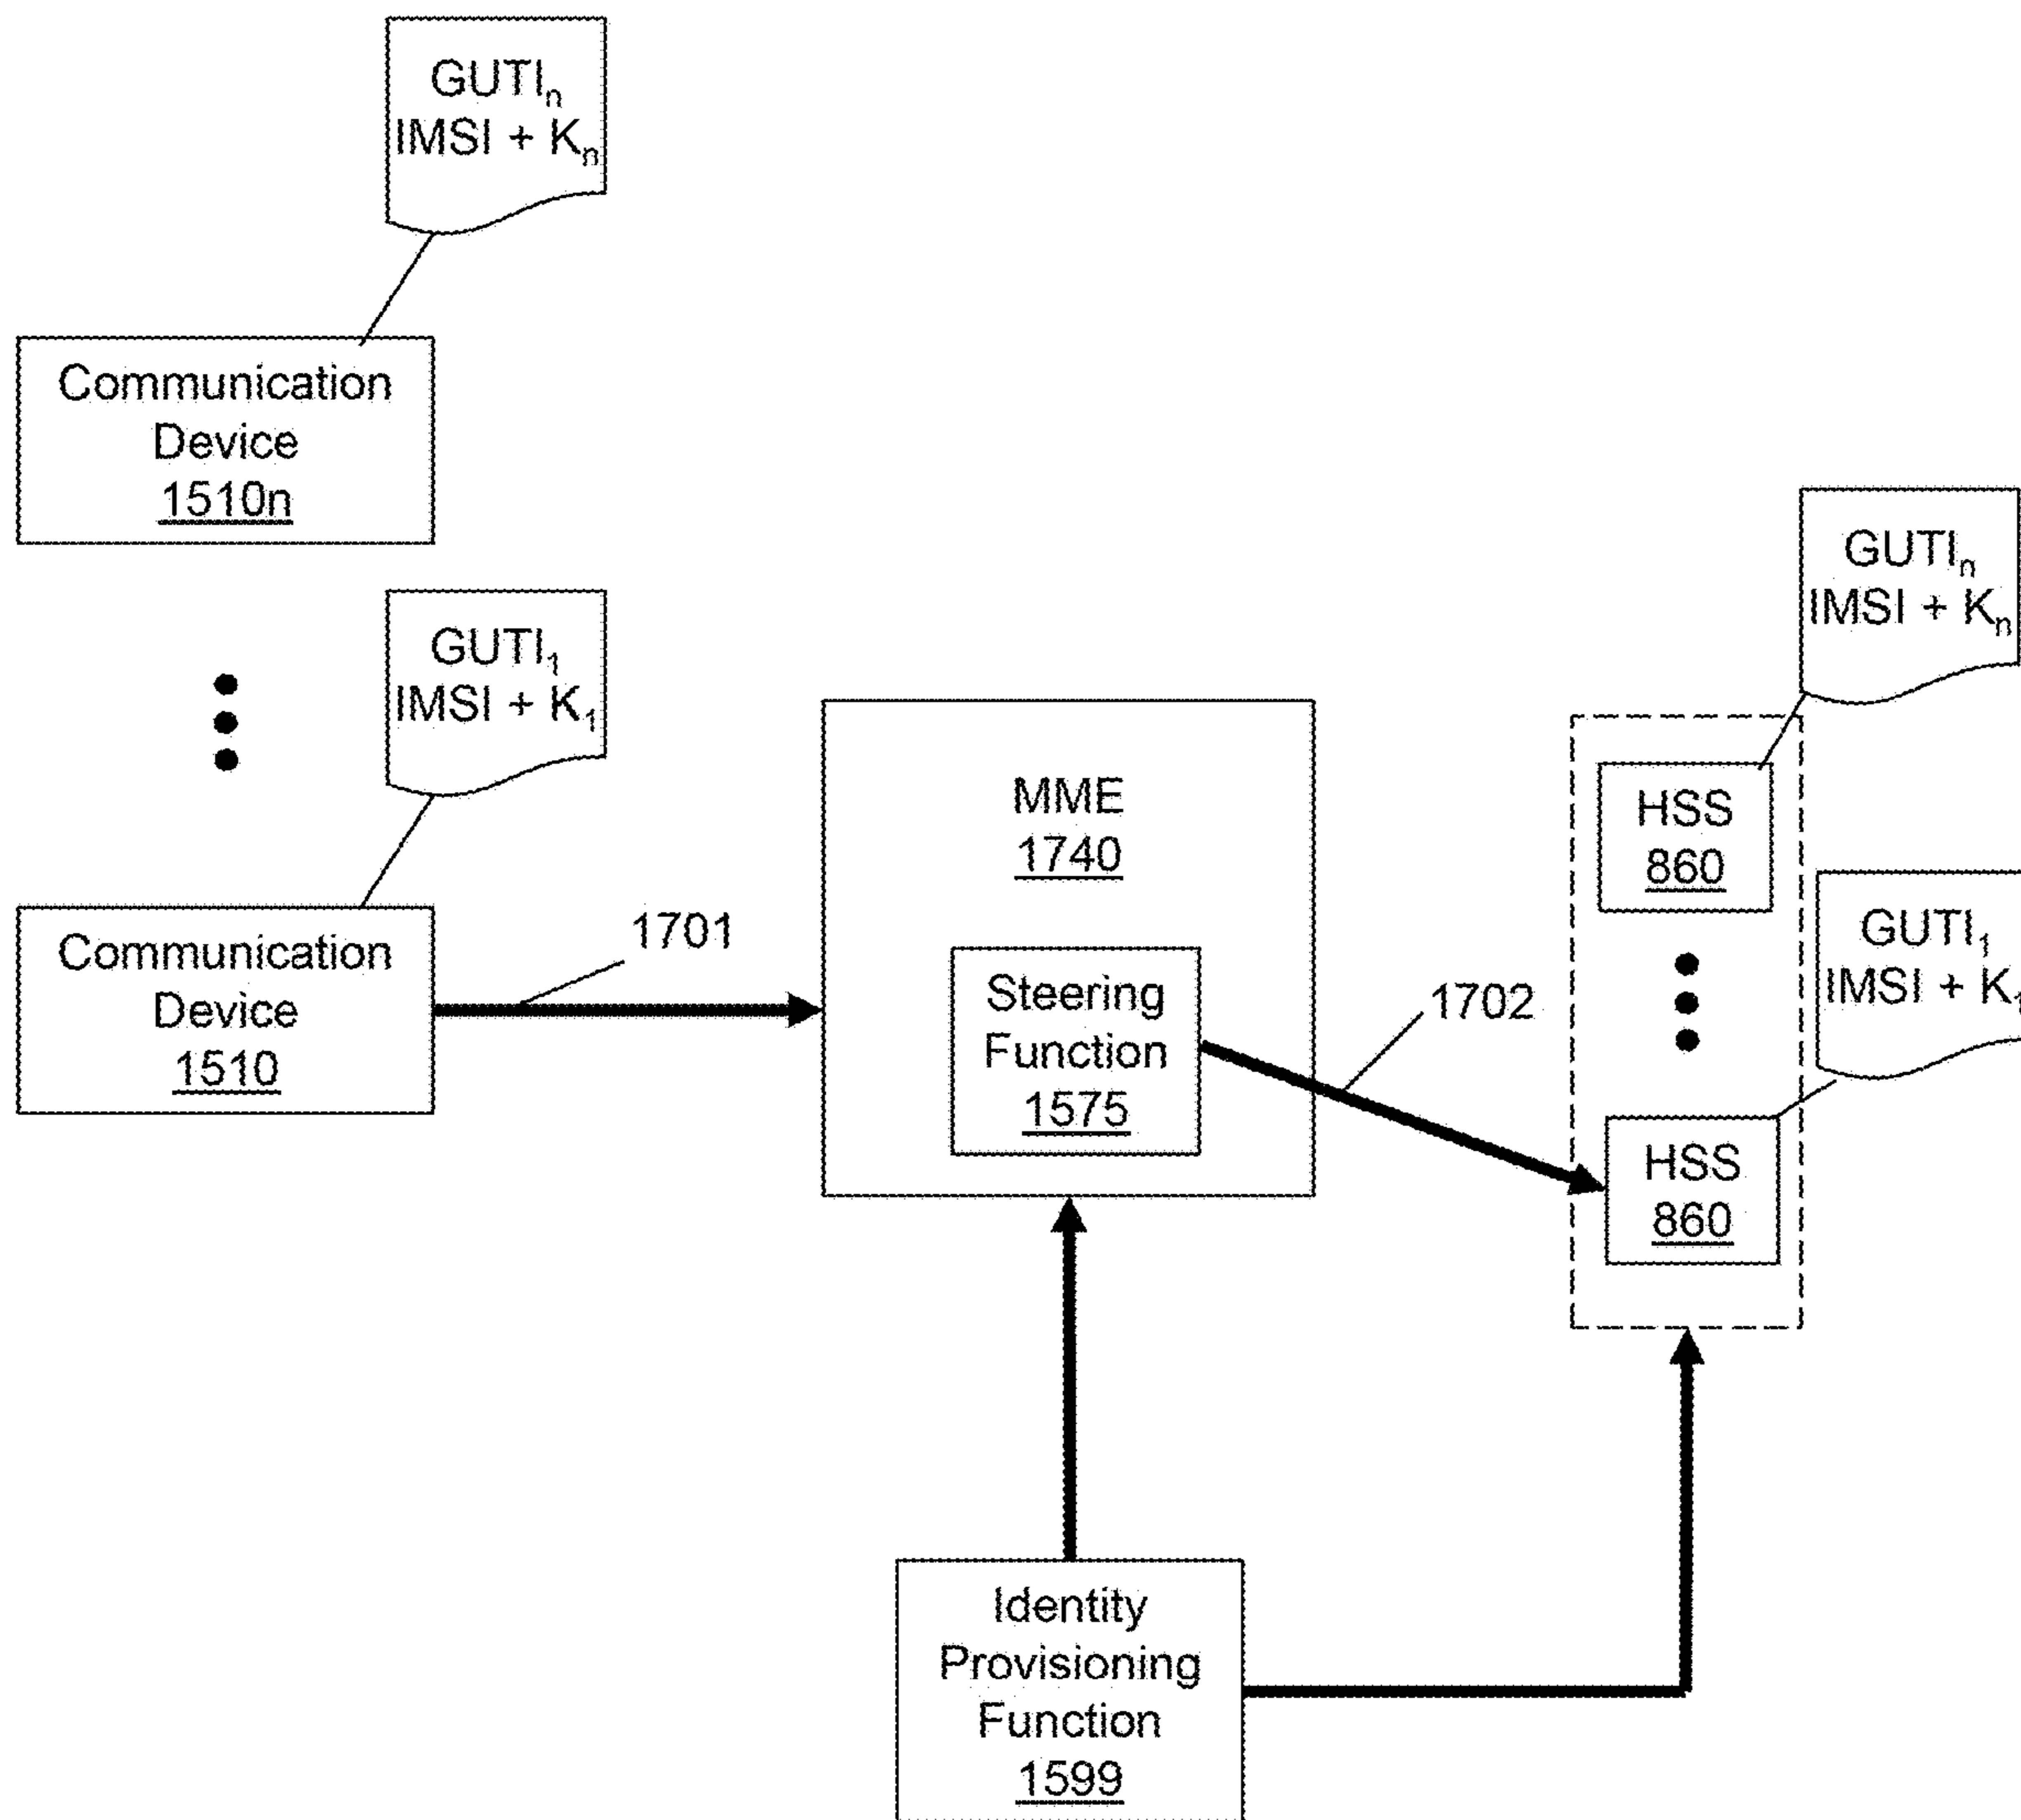 GUTIₙ
IMSI + Kₙ
Communication
Device
1510n
GUTI₁
IMSI + K₁
Communication
Device
1510
1701
MME
1740
Steering
Function
1575
1702
GUTIₙ
IMSI + Kₙ
HSS
860
GUTI₁
IMSI + K₁
HSS
860
Identity
Provisioning
Function
1599